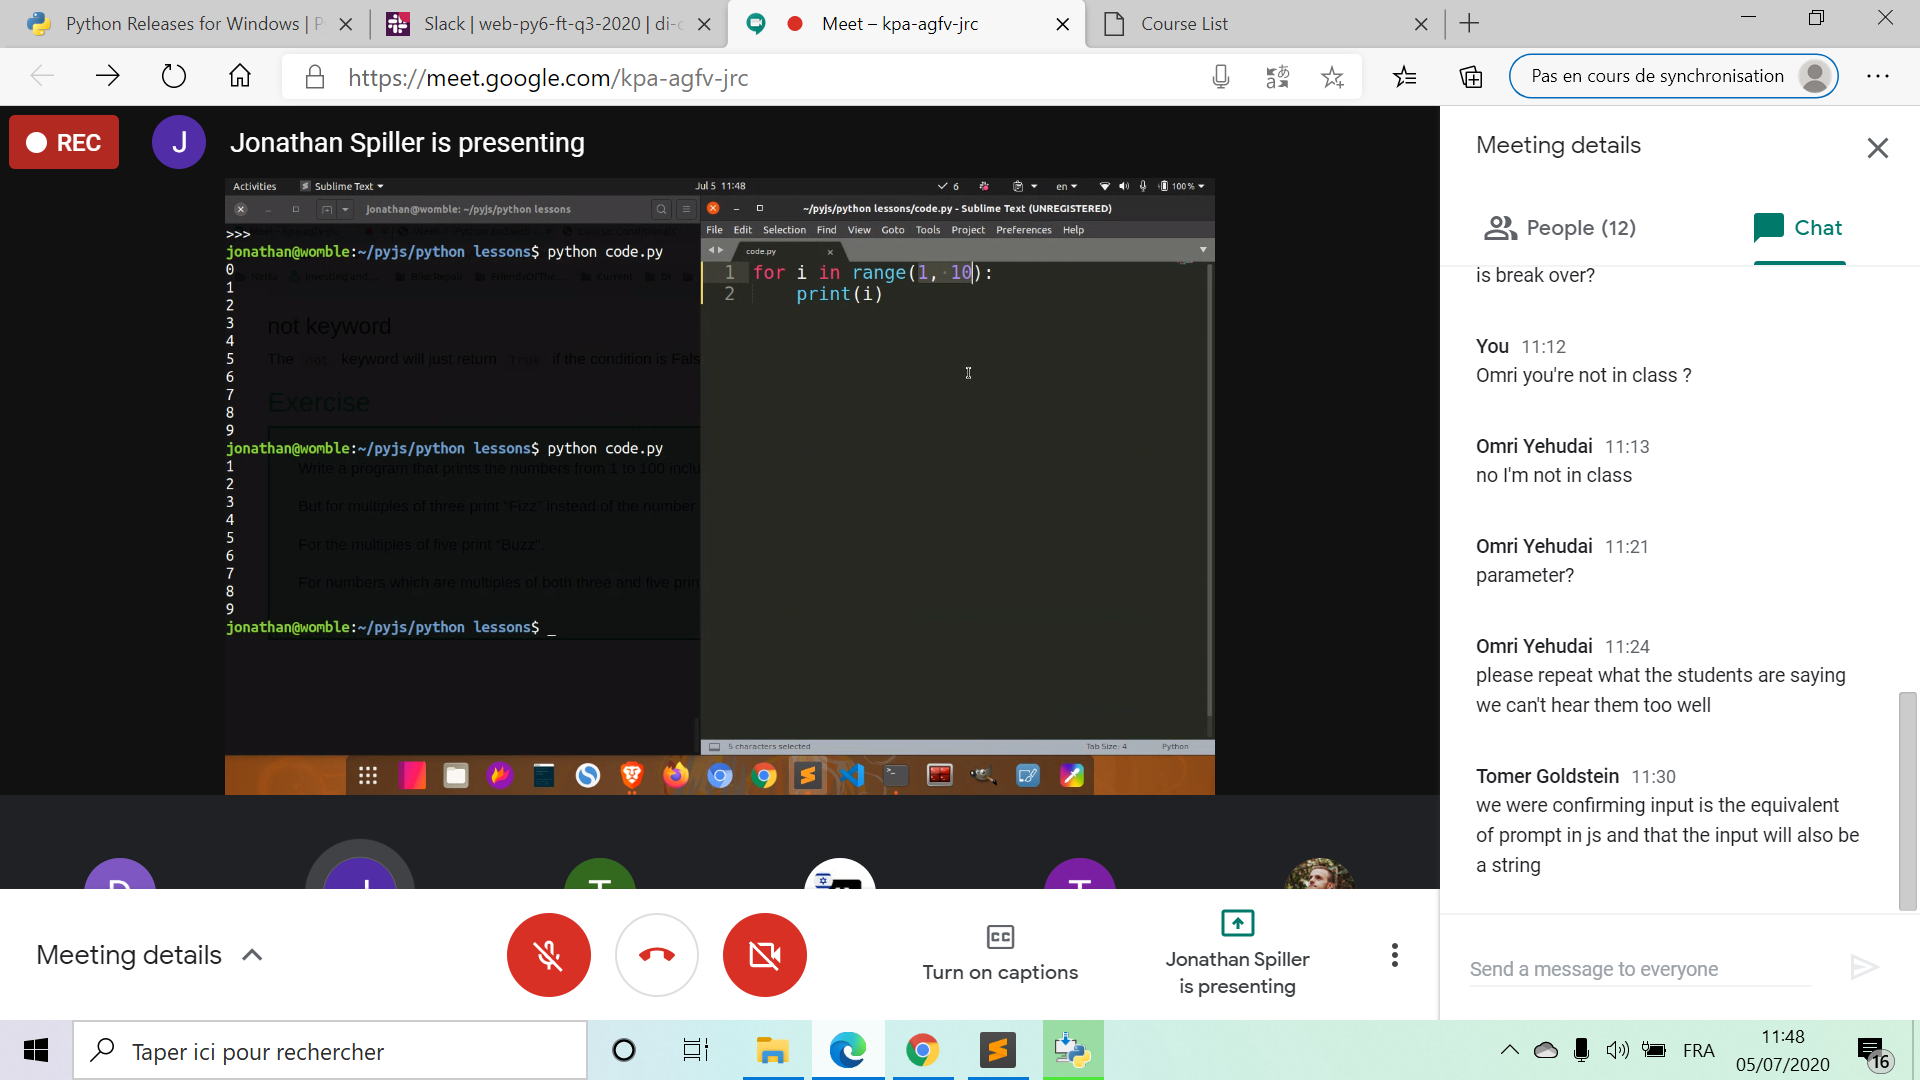 Python Releases for Windows | P
Slack | web-py6-ft-q3-2020 | di-c
Meet – kpa-agfv-jrc
Course List
https://meet.google.com/kpa-agfv-jrc
Pas en cours de synchronisation
REC
J
Jonathan Spiller is presenting
Activities
Sublime Text
Jul 5 11:48
6
en
100%
jonathan@womble: ~/pyjs/python lessons
~/pyjs/python lessons/code.py - Sublime Text (UNREGISTERED)
File Edit Selection Find View Goto Tools Project Preferences Help
code.py
>>>
jonathan@womble:~/pyjs/python lessons$ python code.py
0
1
2
3
4
5
6
7
8
9
jonathan@womble:~/pyjs/python lessons$ python code.py
1
2
3
4
5
6
7
8
9
jonathan@womble:~/pyjs/python lessons$ _
not keyword
The not keyword will just return True if the condition is Fals
Exercise
Write a program that prints the numbers from 1 to 100 inclu
But for multiples of three print "Fizz" instead of the number
For the multiples of five print "Buzz".
For numbers which are multiples of both three and five prin
1 for i in range(1, 10):
2 print(i)
5 characters selected
Tab Size: 4
Python
Meeting details
People (12)
Chat
is break over?
You 11:12
Omri you're not in class ?
Omri Yehudai 11:13
no I'm not in class
Omri Yehudai 11:21
parameter?
Omri Yehudai 11:24
please repeat what the students are saying
we can't hear them too well
Tomer Goldstein 11:30
we were confirming input is the equivalent
of prompt in js and that the input will also be
a string
Send a message to everyone
Meeting details
CC
Turn on captions
Jonathan Spiller
is presenting
Taper ici pour rechercher
FRA
11:48
05/07/2020
16